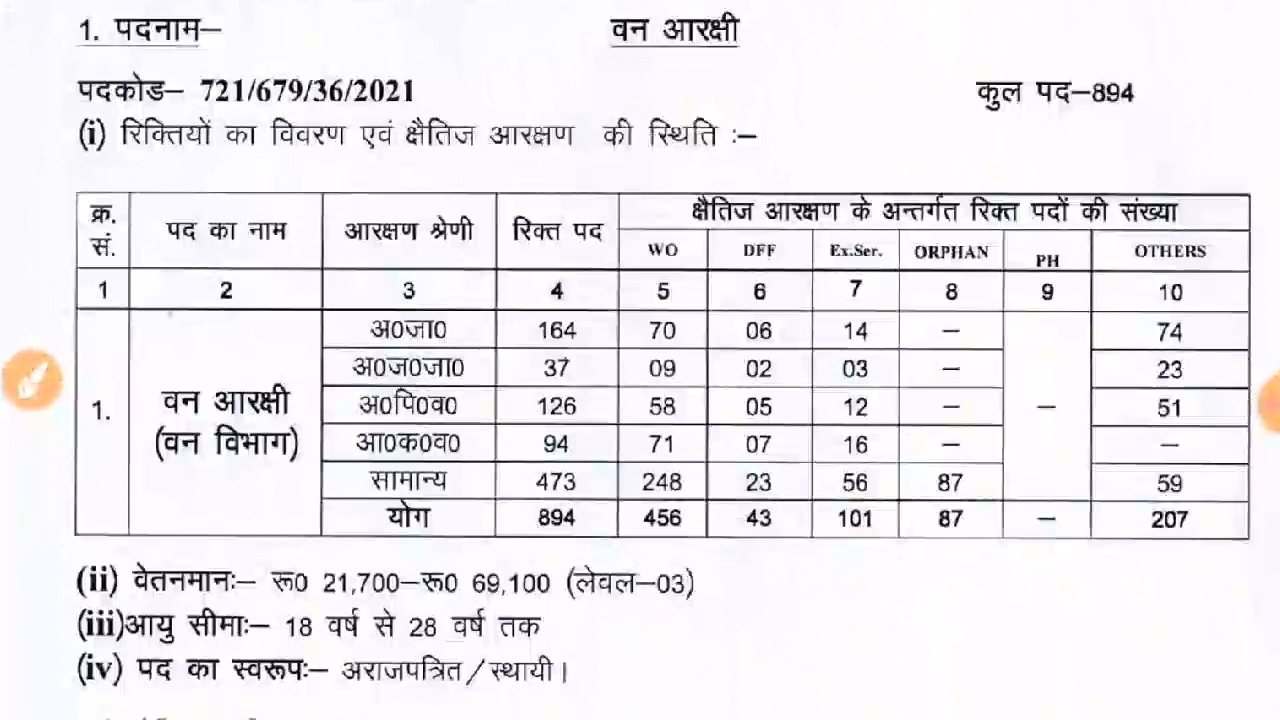 1. पदनाम– वन आरक्षी
पदकोड– 721/679/36/2021 कुल पद–894
(i) रिक्तियों का विवरण एवं क्षैतिज आरक्षण की स्थिति :–
क्र. सं. पद का नाम आरक्षण श्रेणी रिक्त पद क्षैतिज आरक्षण के अन्तर्गत रिक्त पदों की संख्या
WO DFF Ex.Ser. ORPHAN PH OTHERS
1 2 3 4 5 6 7 8 9 10
1. वन आरक्षी (वन विभाग) अ0जा0 164 70 06 14 – – 74
अ0ज0जा0 37 09 02 03 – 23
अ0पि0व0 126 58 05 12 – 51
आ0क0व0 94 71 07 16 – –
सामान्य 473 248 23 56 87 59
योग 894 456 43 101 87 – 207
(ii) वेतनमानः– रू0 21,700–रू0 69,100 (लेवल–03)
(iii)आयु सीमाः– 18 वर्ष से 28 वर्ष तक
(iv) पद का स्वरूपः– अराजपत्रित/स्थायी।